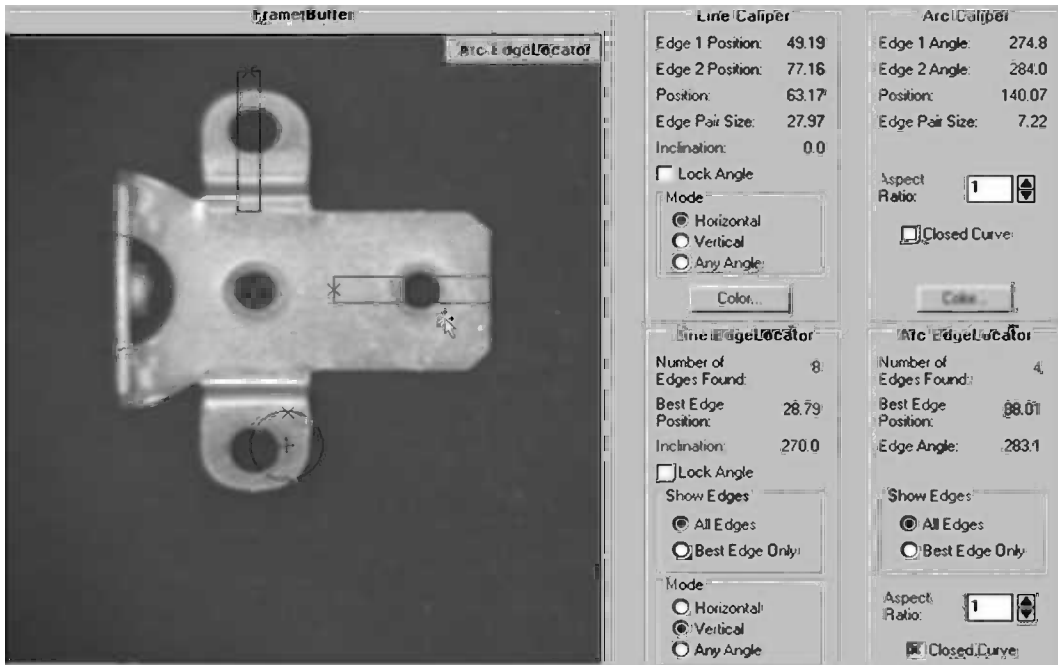 FrameBuffer
Arc EdgeLocator
Line Caliper
Edge 1 Position: 49.19
Edge 2 Position: 77.16
Position: 63.17
Edge Pair Size: 27.97
Inclination: 0.0
Lock Angle
Mode
Horizontal
Vertical
Any Angle
Color...
Arc Caliper
Edge 1 Angle: 274.8
Edge 2 Angle: 284.0
Position: 140.07
Edge Pair Size: 7.22
Aspect
Ratio: 1
Closed Curve
Color...
Line EdgeLocator
Number of
Edges Found: 8
Best Edge
Position: 28.79
Inclination: 270.0
Lock Angle
Show Edges
All Edges
Best Edge Only
Mode
Horizontal
Vertical
Any Angle
Arc EdgeLocator
Number of
Edges Found: 4
Best Edge
Position:
Edge Angle: 283.1
Show Edges
All Edges
Best Edge Only
Aspect
Ratio: 1
Closed Curve